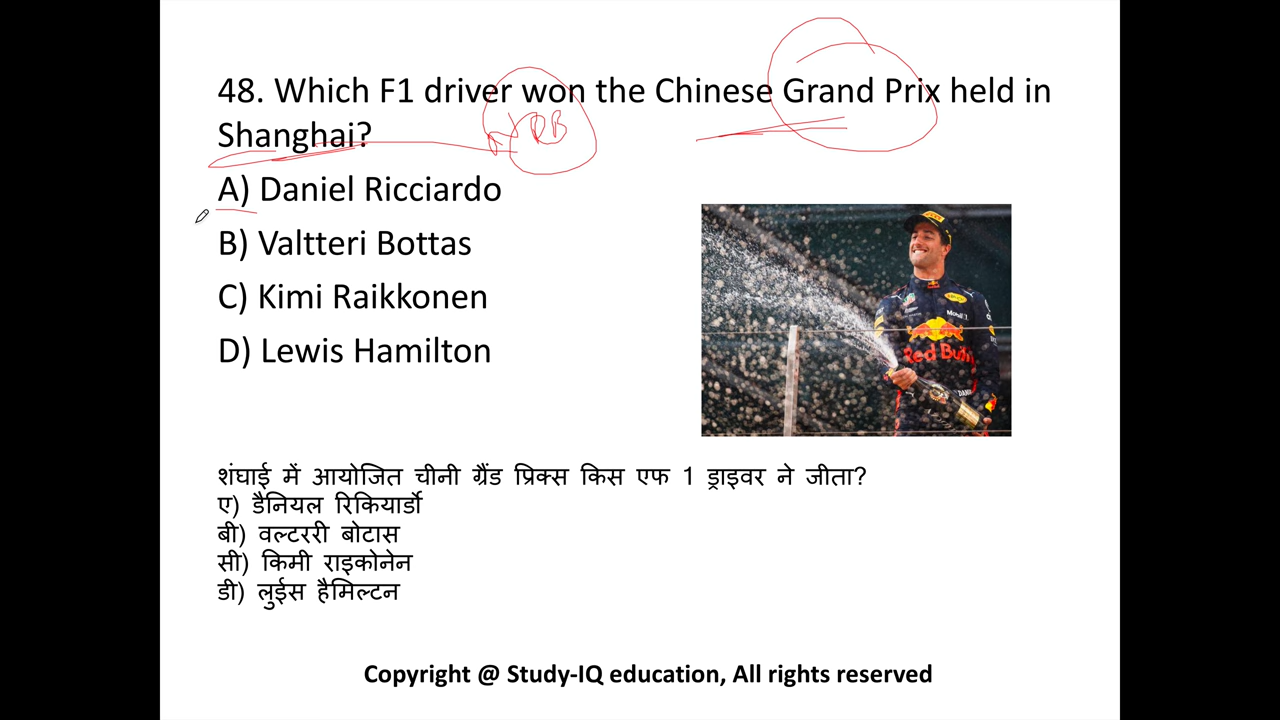 48. Which F1 driver won the Chinese Grand Prix held in
Shanghai?
RB
A) Daniel Ricciardo
B) Valtteri Bottas
C) Kimi Raikkonen
D) Lewis Hamilton
Red Bull
शंघाई में आयोजित चीनी ग्रैंड प्रिक्स किस एफ 1 ड्राइवर ने जीता?
ए) डैनियल रिकियार्डो
बी) वल्टररी बोटास
सी) किमी राइकोनेन
डी) लुईस हैमिल्टन
Copyright @ Study-IQ education, All rights reserved